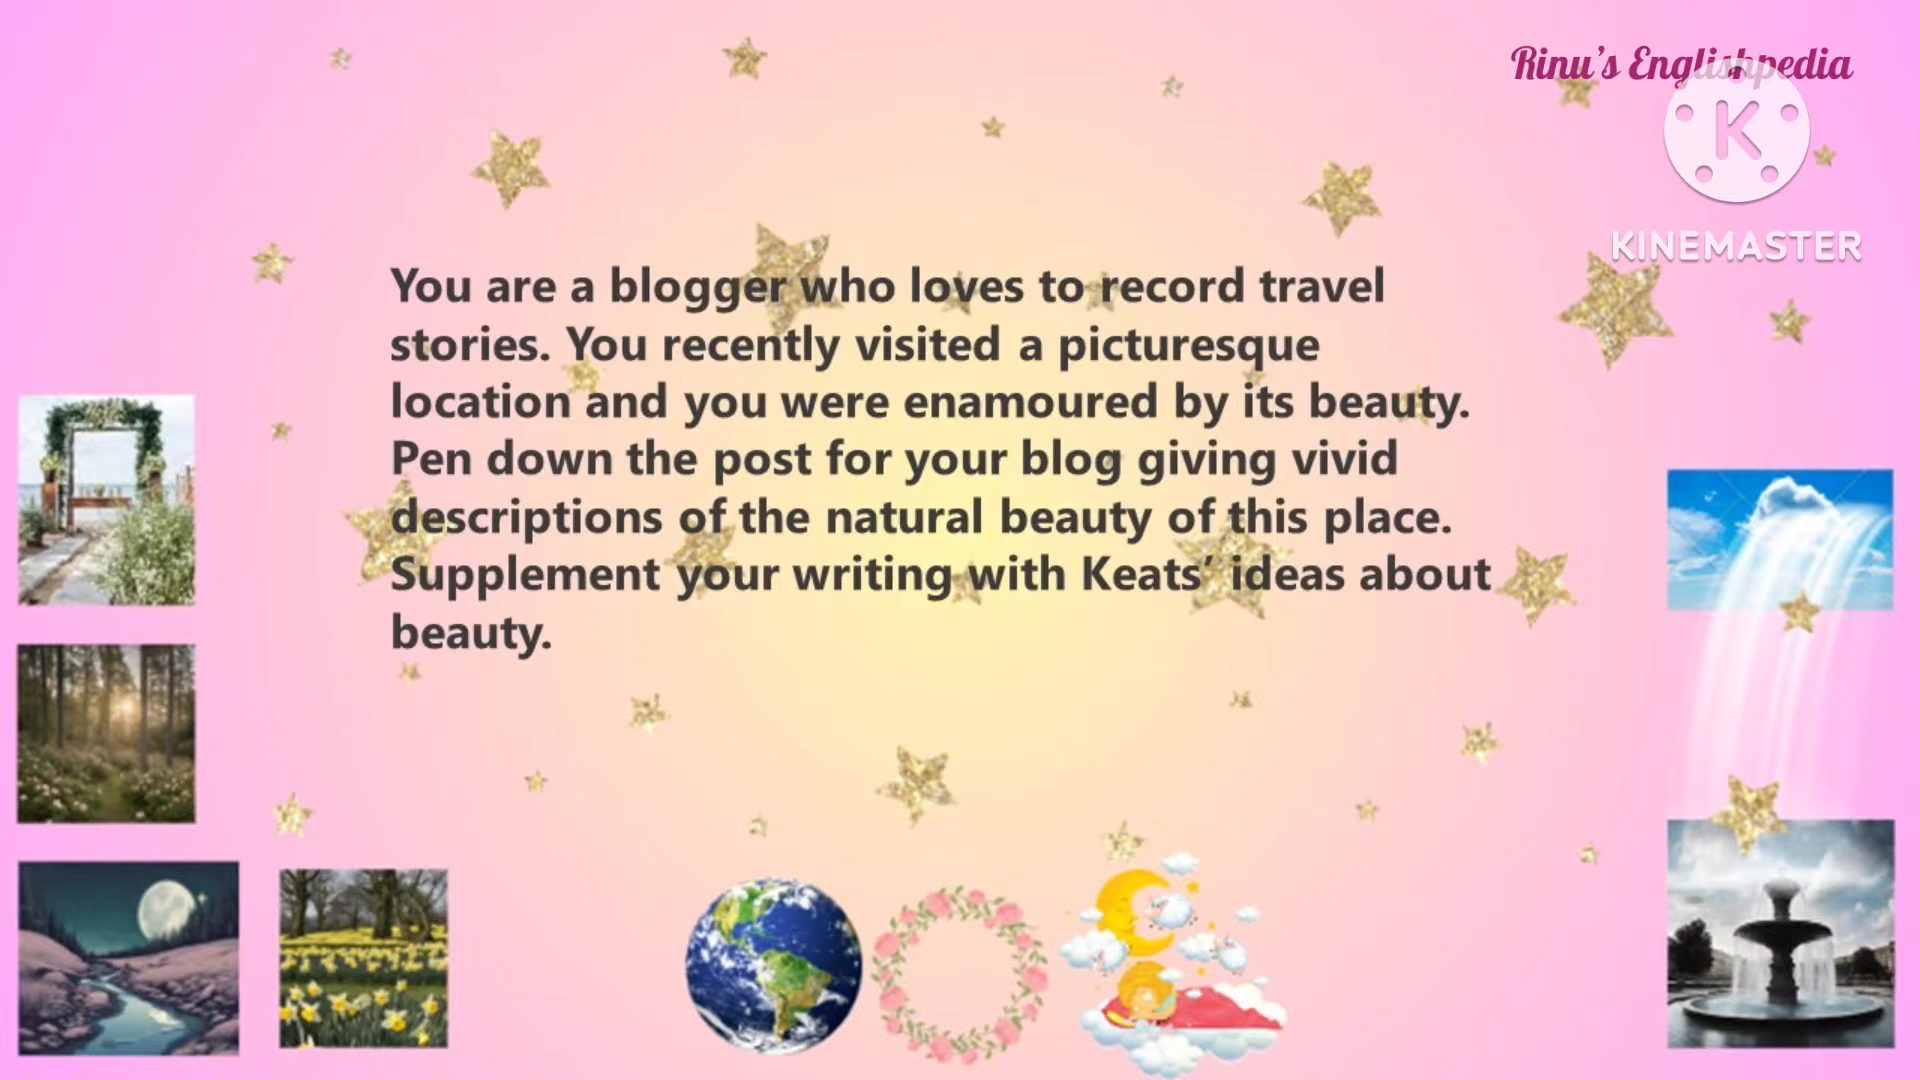 Rinu's Englishpedia
K
KINEMASTER
You are a blogger who loves to record travel
stories. You recently visited a picturesque
location and you were enamoured by its beauty.
Pen down the post for your blog giving vivid
descriptions of the natural beauty of this place.
Supplement your writing with Keats' ideas about
beauty.